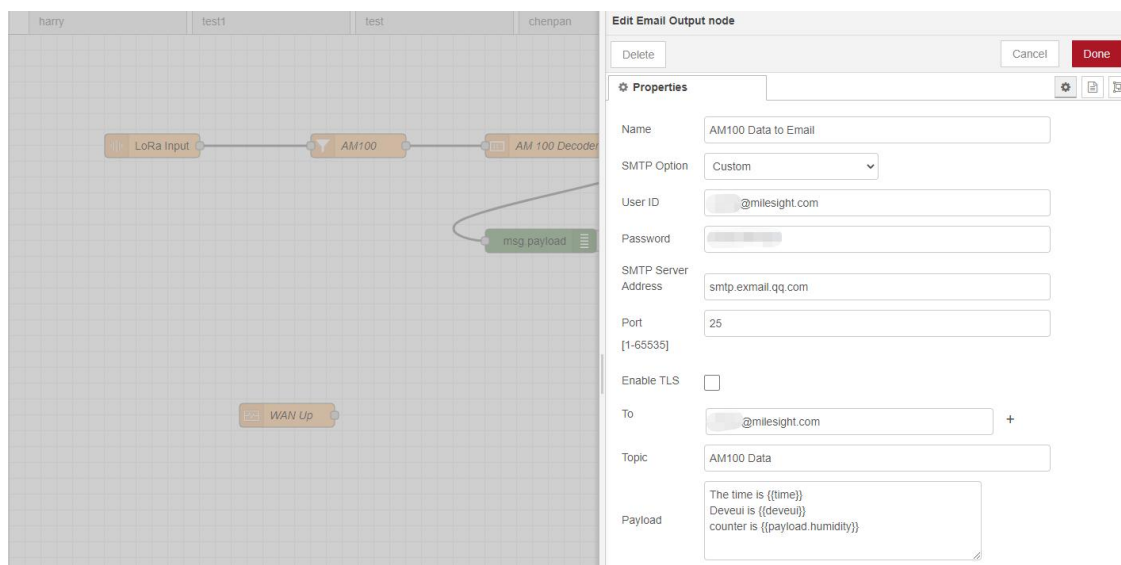 harry
test1
test
chenpan
LoRa Input
AM100
AM 100 Decoder
msg.payload
WAN Up
Edit Email Output node
Delete
Cancel
Done
Properties
Name
AM100 Data to Email
SMTP Option
Custom
User ID
@milesight.com
Password
SMTP Server
Address
smtp.exmail.qq.com
Port
25
[1-65535]
Enable TLS
To
@milesight.com
+
Topic
AM100 Data
Payload
The time is {{time}}
Deveui is {{deveui}}
counter is {{payload.humidity}}